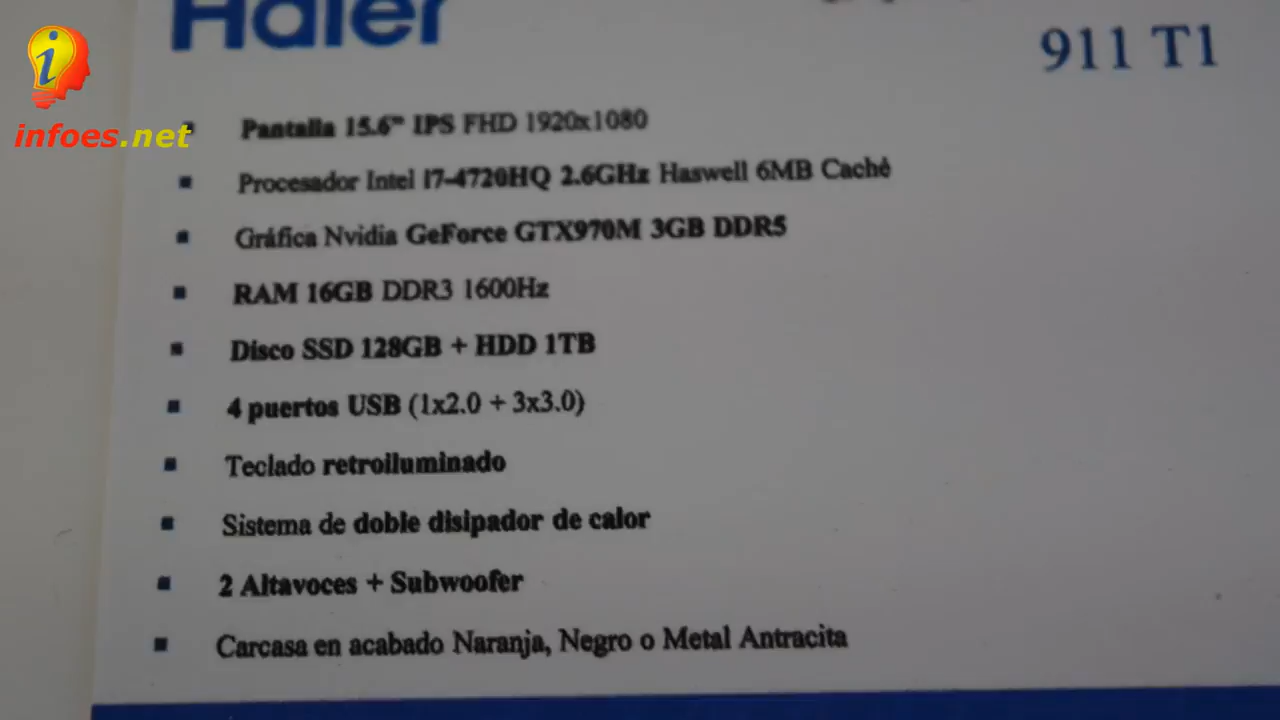 Haier
911 T1
i
infoes.net
Pantalla 15.6" IPS FHD 1920x1080
Procesador Intel I7-4720HQ 2.6GHz Haswell 6MB Caché
Gráfica Nvidia GeForce GTX970M 3GB DDR5
RAM 16GB DDR3 1600Hz
Disco SSD 128GB + HDD 1TB
4 puertos USB (1x2.0 + 3x3.0)
Teclado retroiluminado
Sistema de doble disipador de calor
2 Altavoces + Subwoofer
Carcasa en acabado Naranja, Negro o Metal Antracita